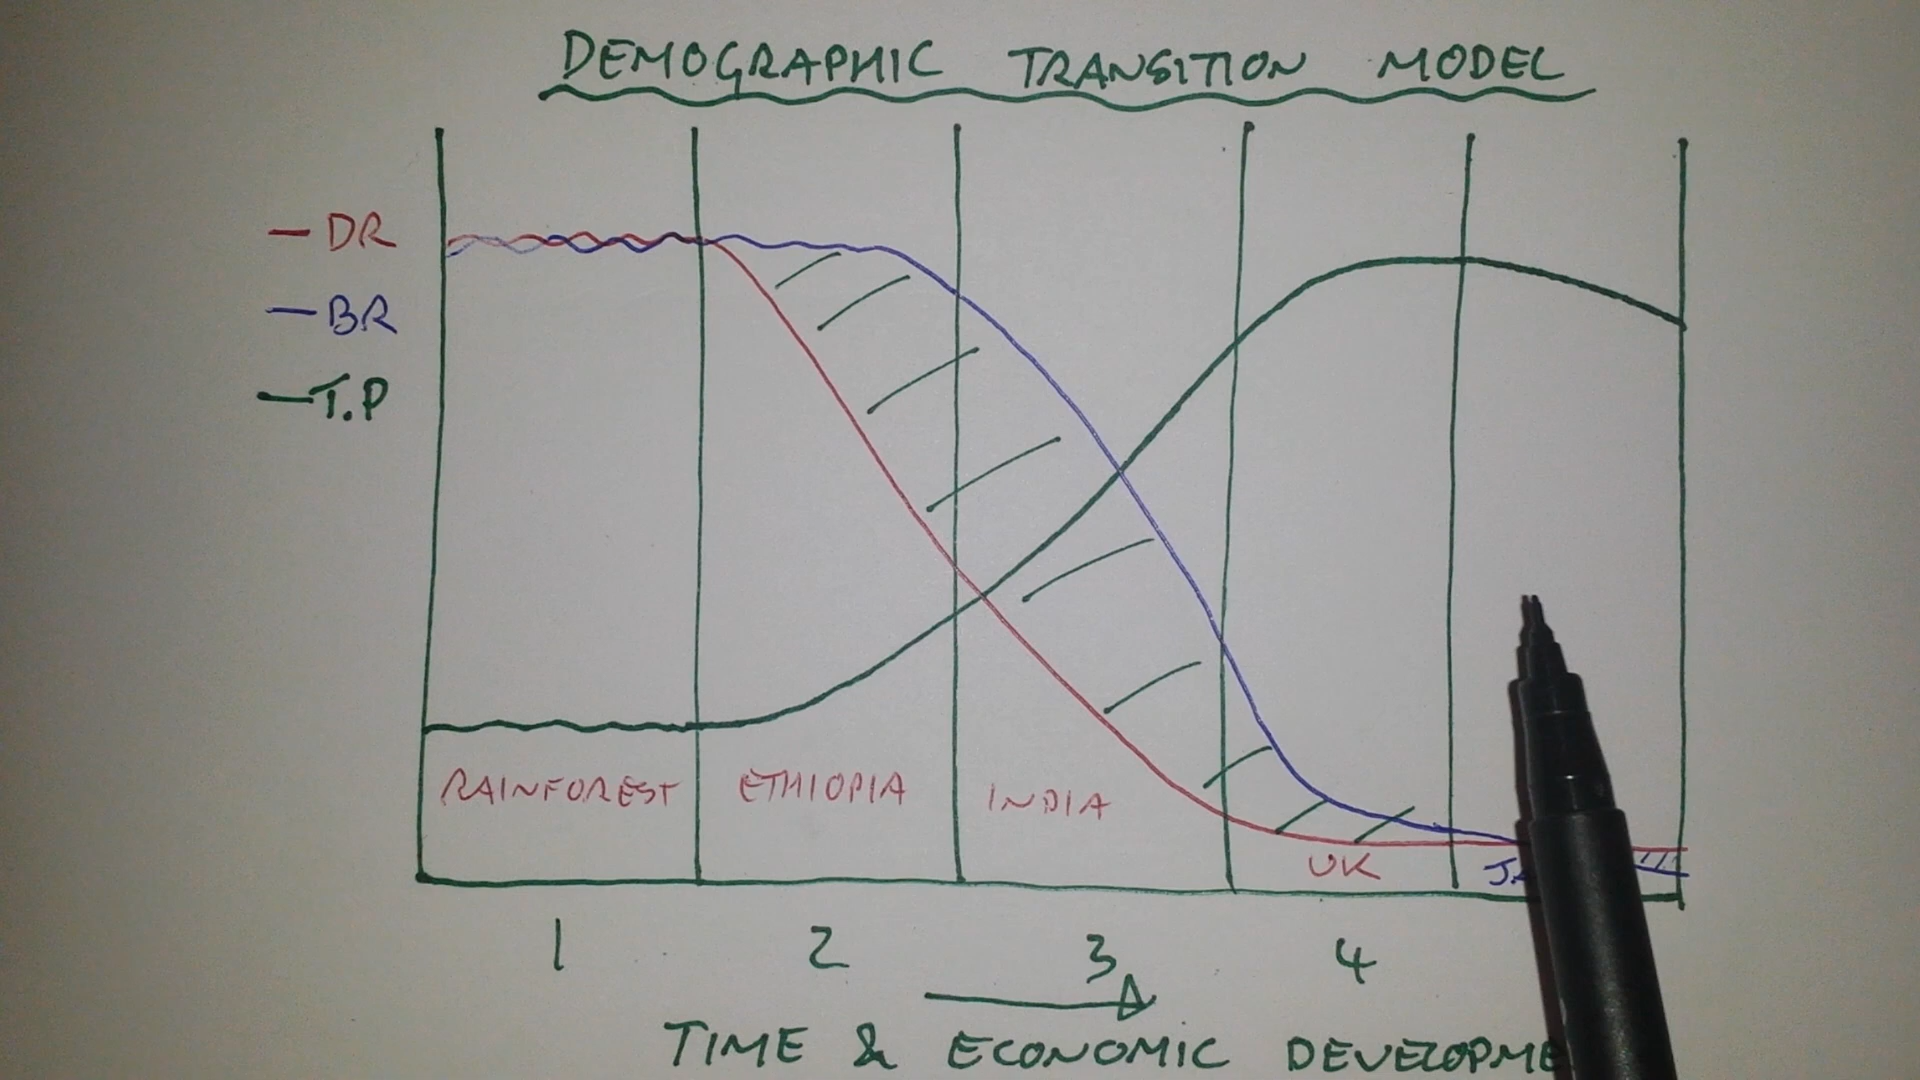 DEMOGRAPHIC TRANSITION MODEL
DR
BR
T.P
RAINFOREST ETHIOPIA INDIA UK
1 2 3 4
TIME & ECONOMIC